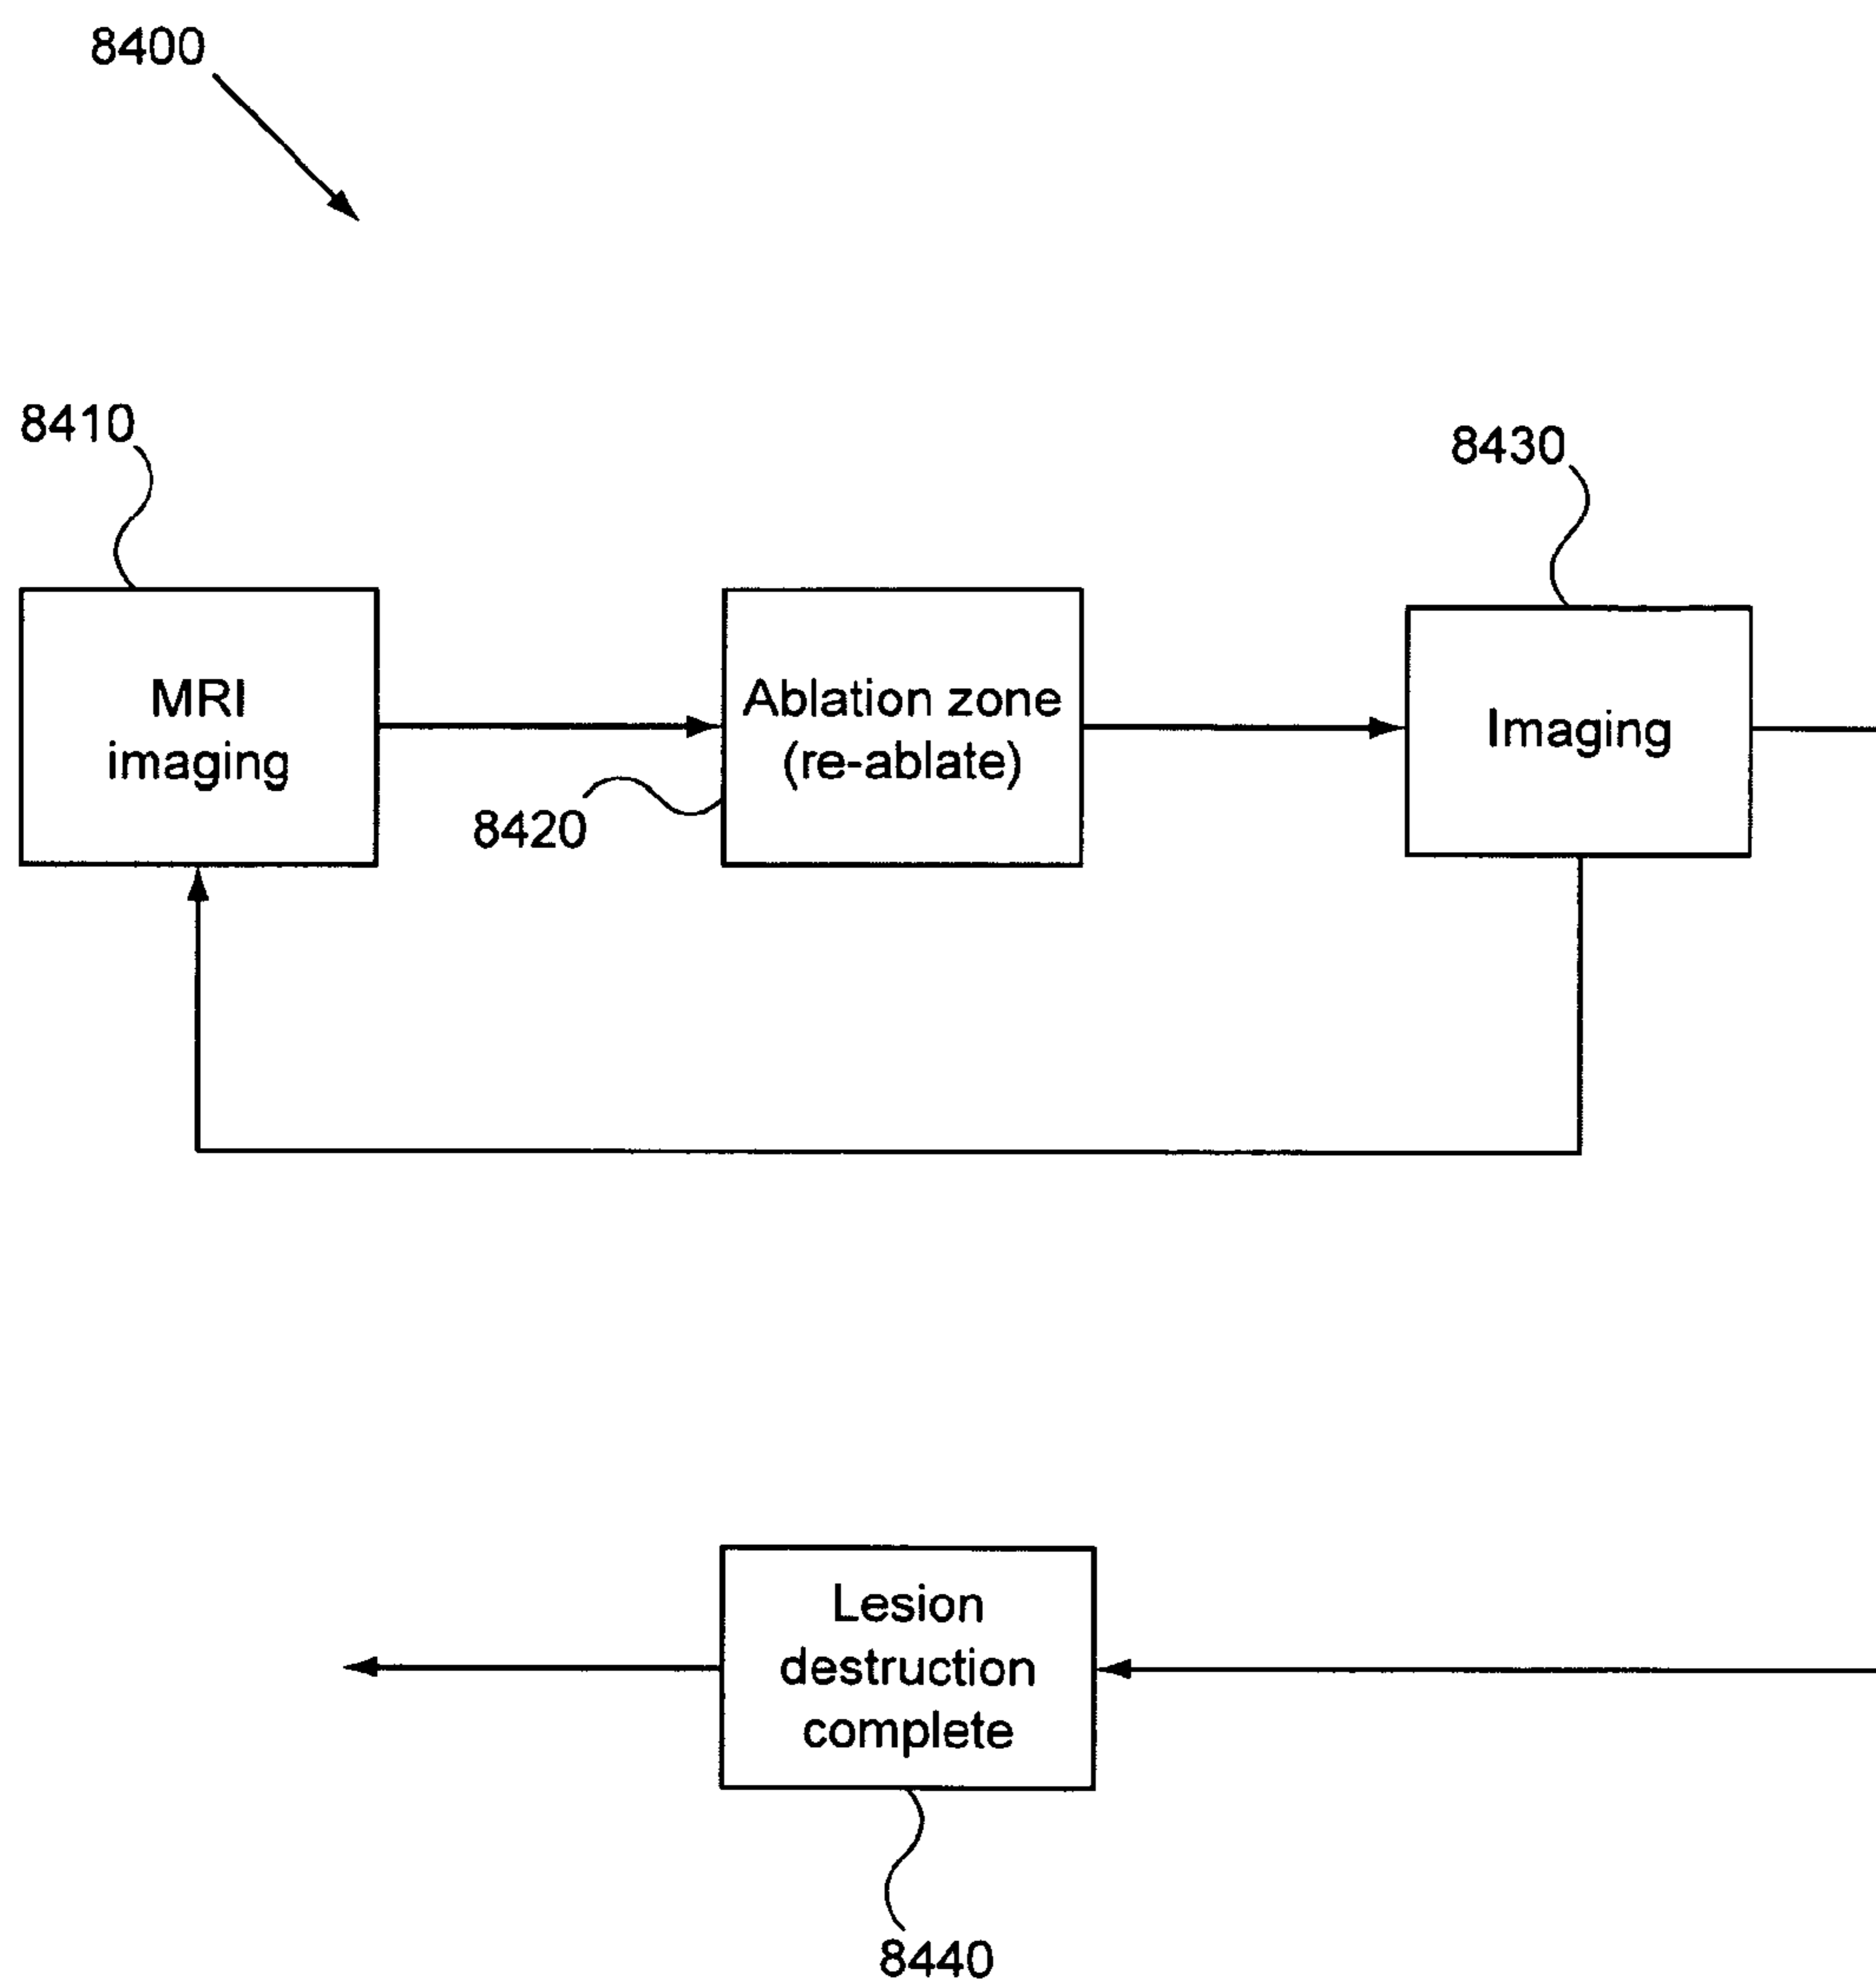 8400
8410
8430
MRI
imaging
Ablation zone
(re-ablate)
Imaging
8420
Lesion
destruction
complete
8440